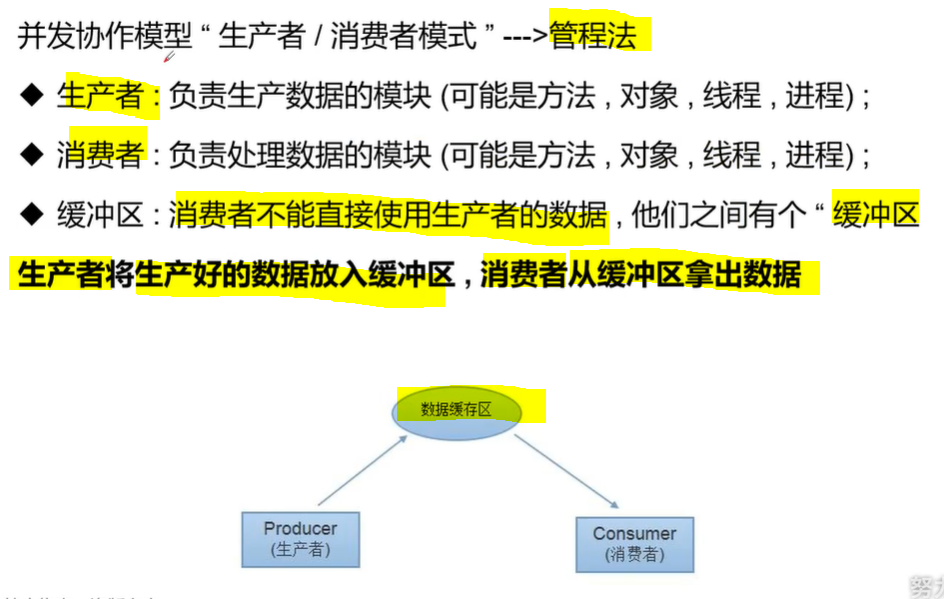 并发协作模型 “ 生产者 / 消费者模式 ” --->管程法
◆ 生产者 : 负责生产数据的模块 (可能是方法 , 对象 , 线程 , 进程) ;
◆ 消费者 : 负责处理数据的模块 (可能是方法 , 对象 , 线程 , 进程) ;
◆ 缓冲区 : 消费者不能直接使用生产者的数据 , 他们之间有个 “ 缓冲区
生产者将生产好的数据放入缓冲区 , 消费者从缓冲区拿出数据
数据缓存区
Producer
(生产者)
Consumer
(消费者)
努